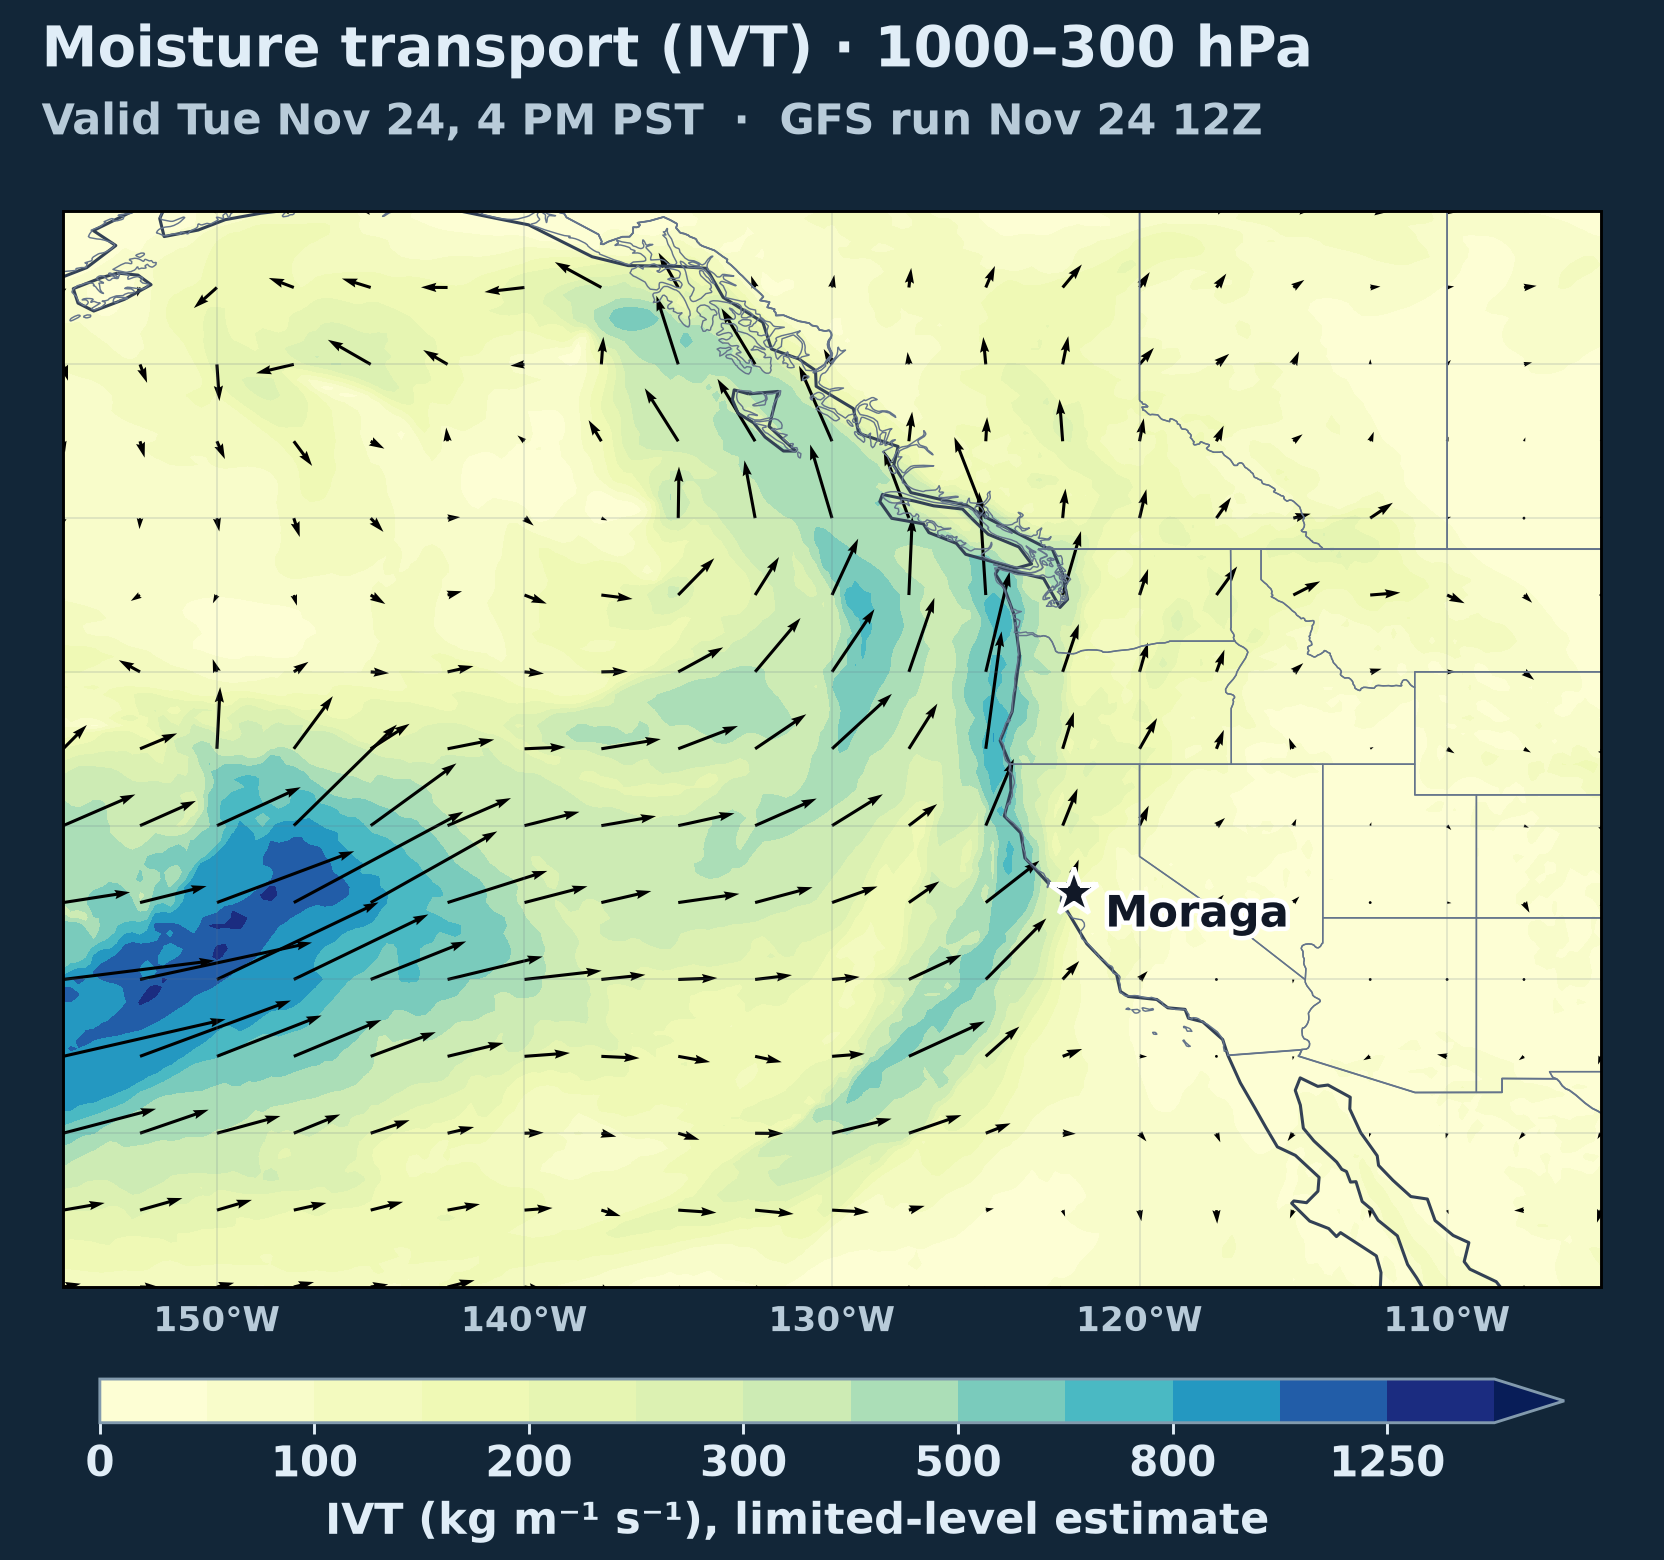 Moisture transport (IVT) · 1000–300 hPa
Valid Tue Nov 24, 4 PM PST · GFS run Nov 24 12Z
Moraga
150°W 140°W 130°W 120°W 110°W
0 100 200 300 500 800 1250
IVT (kg m⁻¹ s⁻¹), limited-level estimate